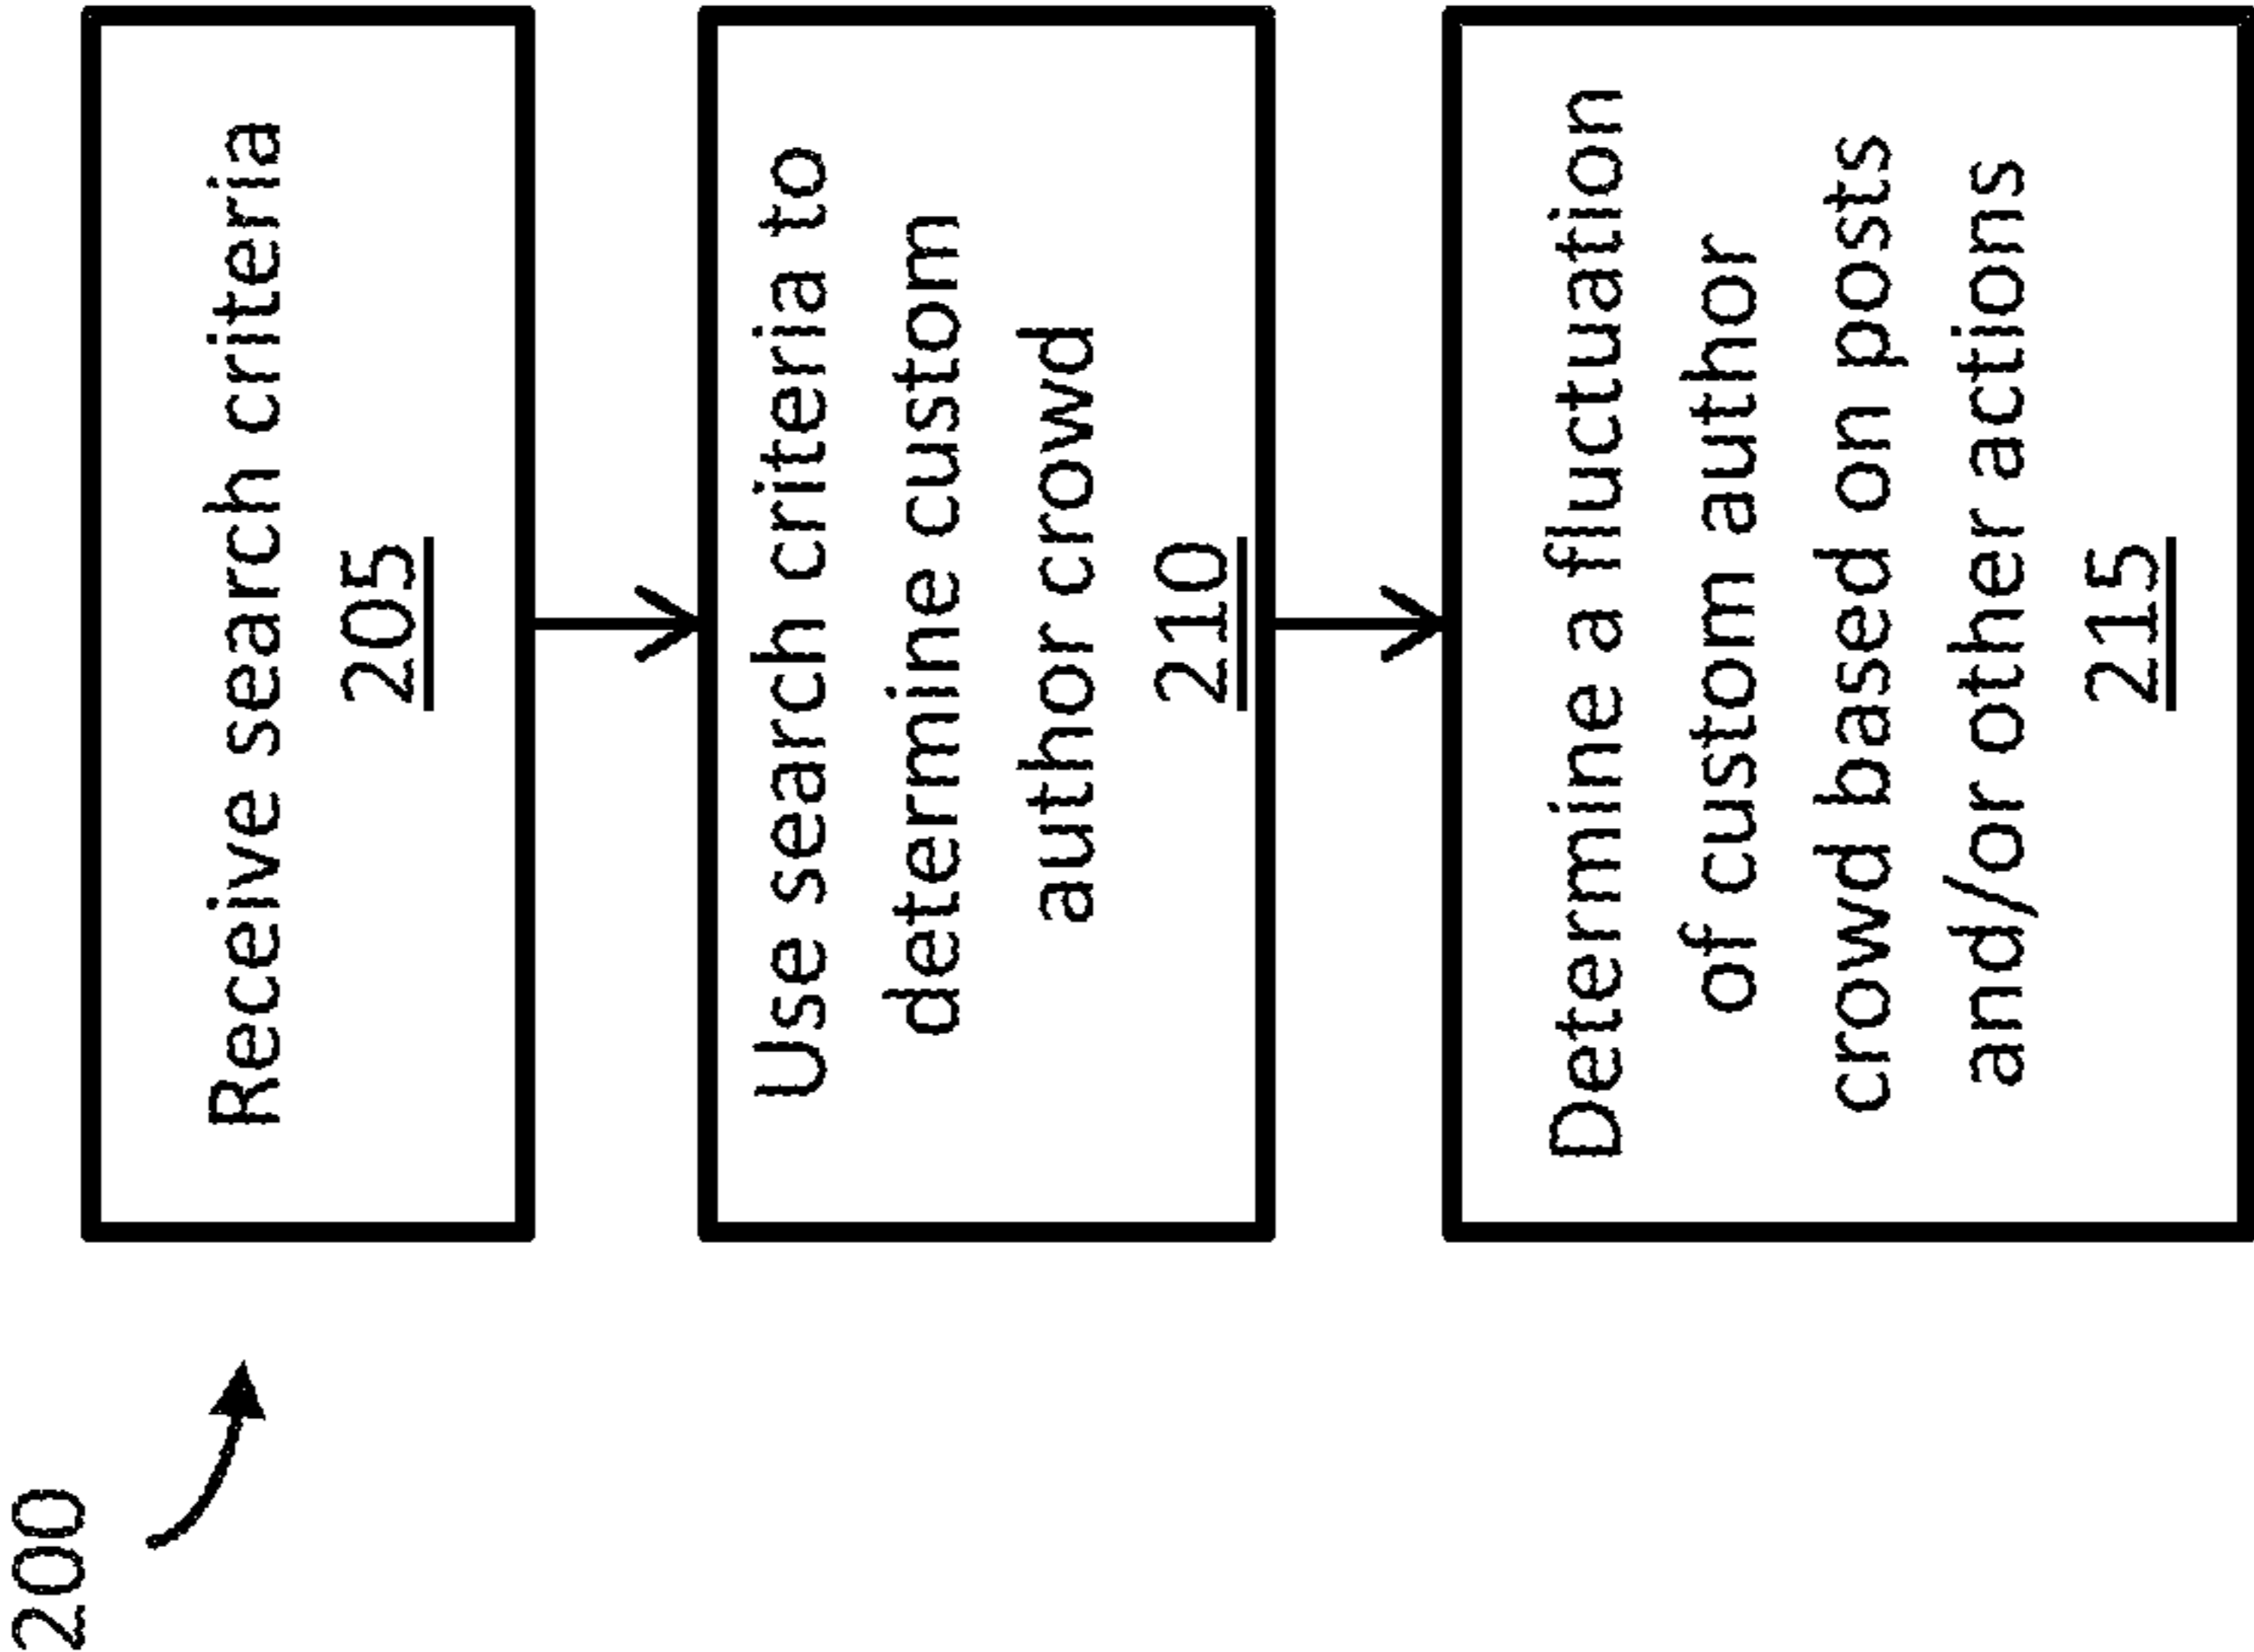 200
Receive search criteria
205
Use search criteria to
determine custom
author crowd
210
Determine a fluctuation
of custom author
crowd based on posts
and/or other actions
215